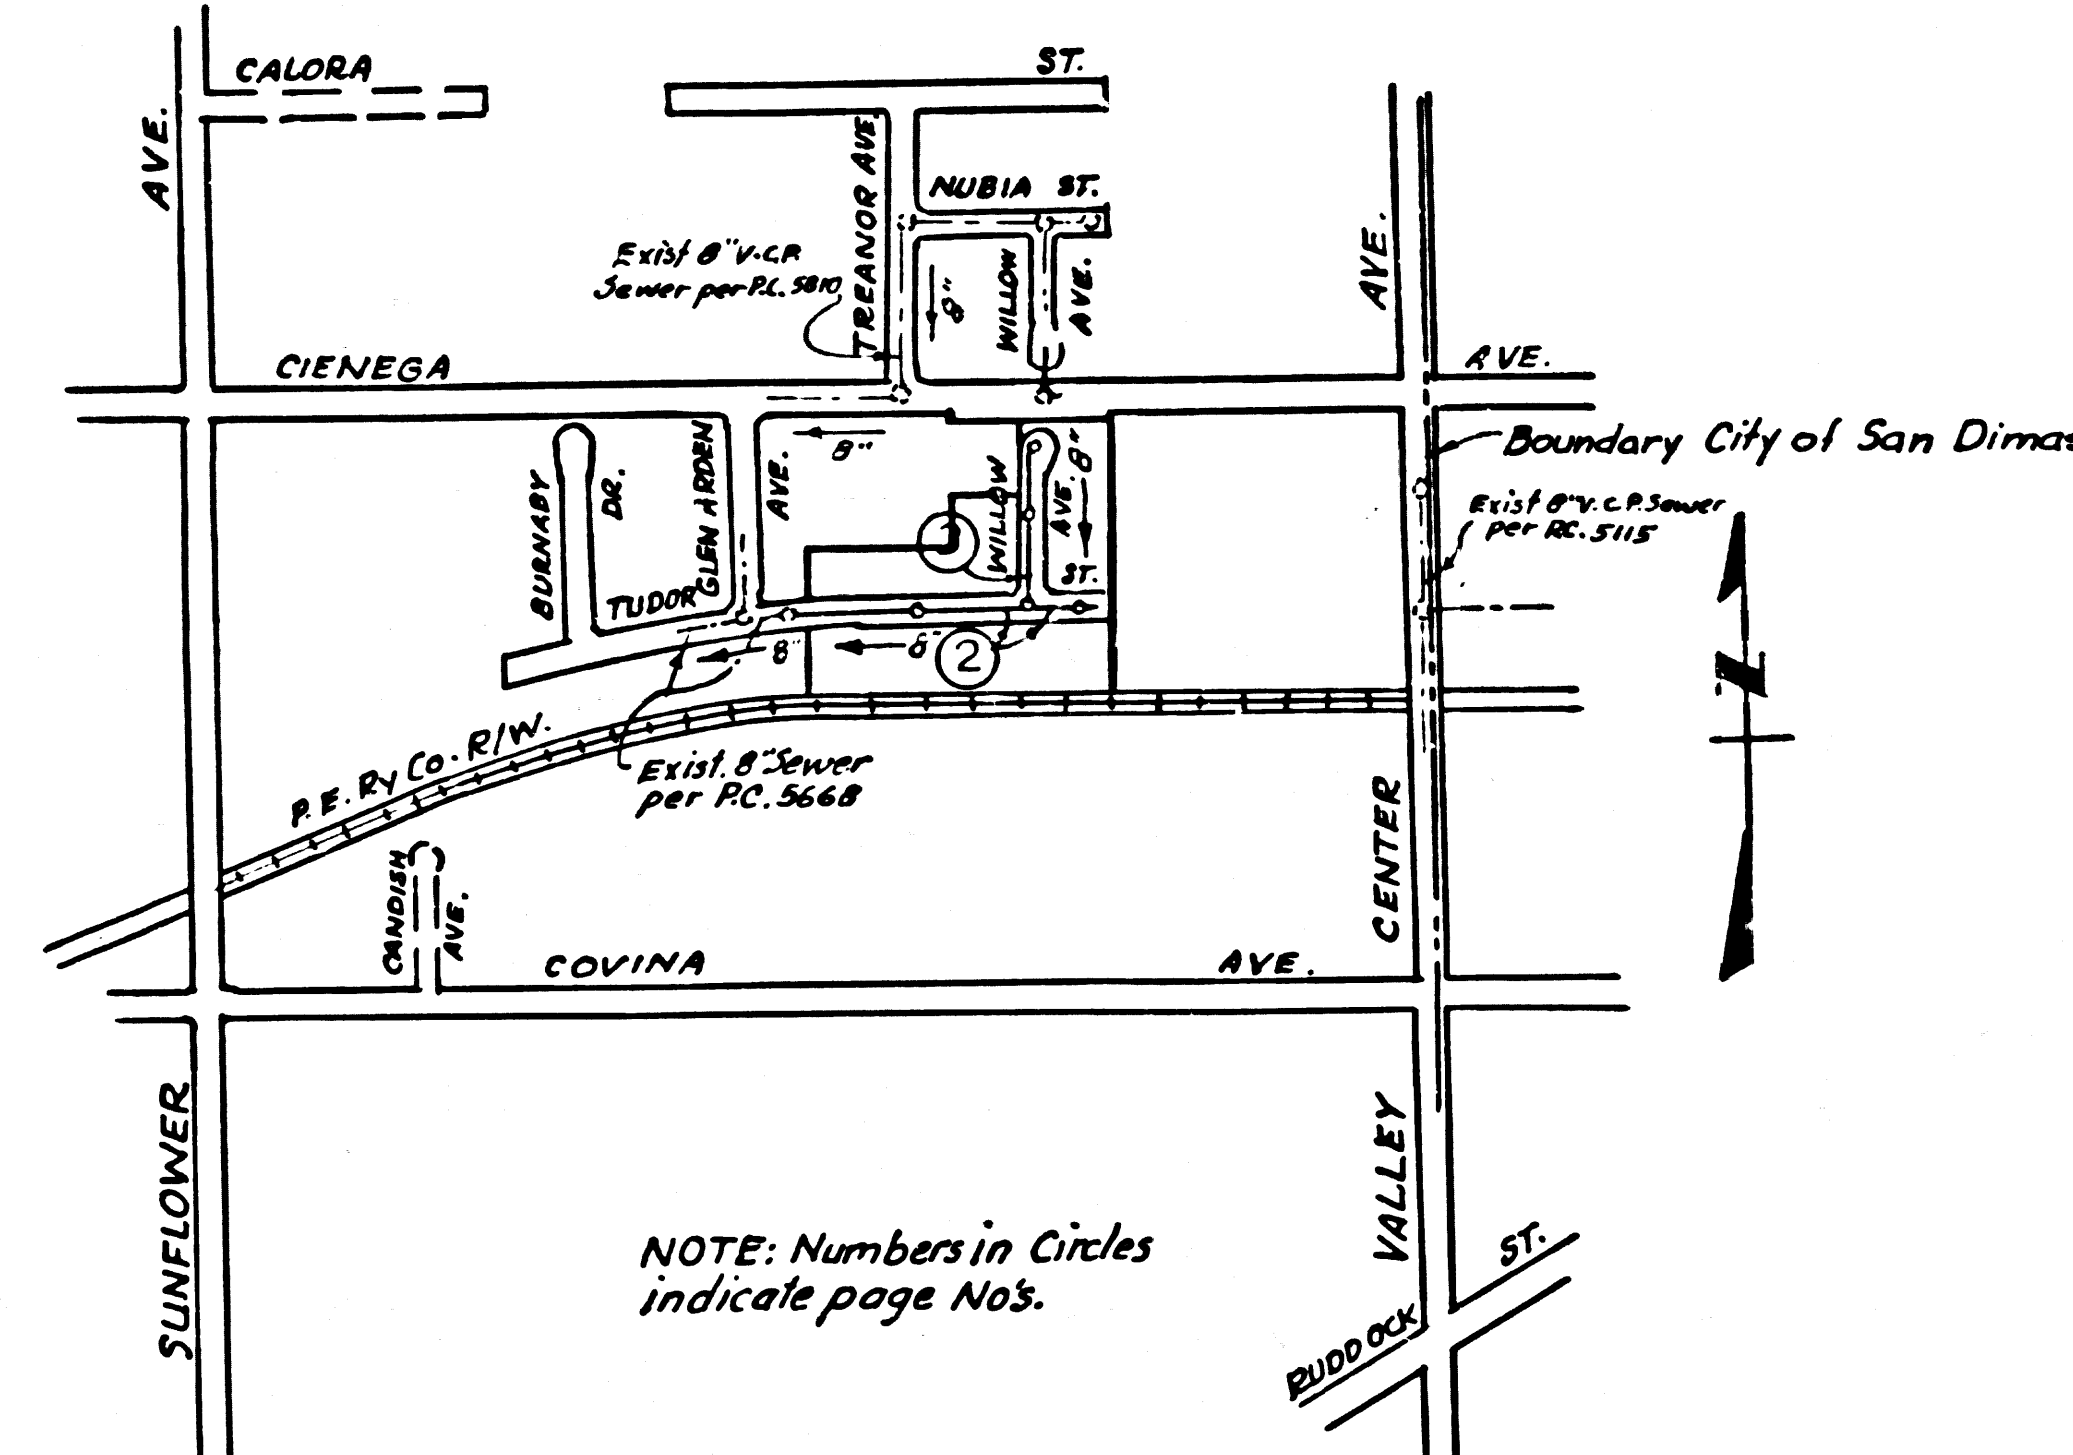 CALORA
ST.
AVE.
TREANOR AVE.
NUBIA ST.
Exist 8" V.C.P.
Sewer per P.C. 5810
8"
WILLOW
AVE.
AVE.
CIENEGA
AVE.
Boundary City of San Dimas
BURNABY
DR.
GLEN ARDEN
AVE.
8"
WILLOW
AVE.
8"
Exist 8" V.C.P. Sewer
per P.C. 5115
1
TUDOR
ST.
8"
8"
2
N
P. E. Ry Co. R/W.
Exist. 8" Sewer
per P.C. 5668
CANDISH
AVE.
CENTER
COVINA
AVE.
SUNFLOWER
VALLEY
NOTE: Numbers in Circles
indicate page No's.
RUDDOCK
ST.